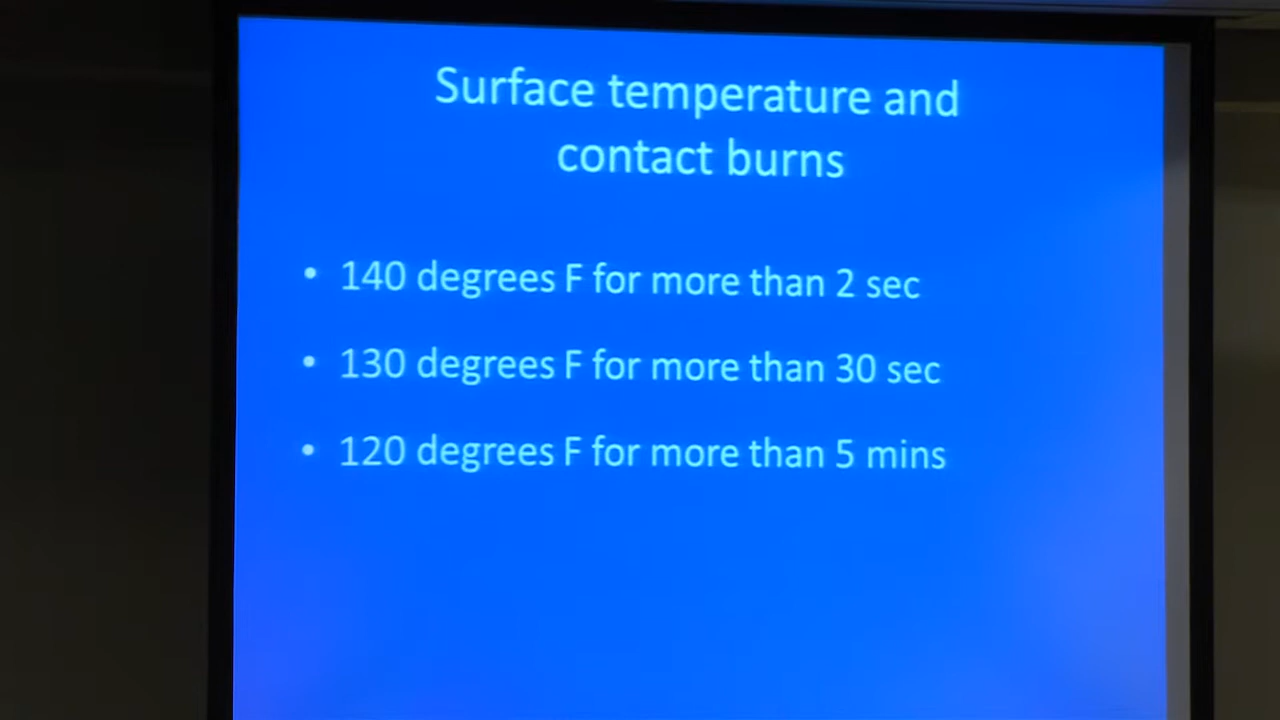 Surface temperature and
contact burns
• 140 degrees F for more than 2 sec
• 130 degrees F for more than 30 sec
• 120 degrees F for more than 5 mins